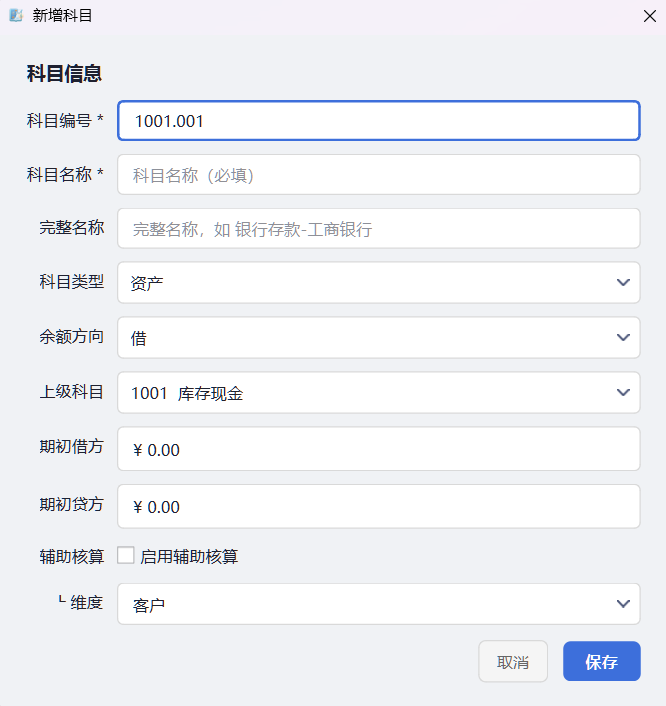 新增科目
科目信息
科目编号 * 1001.001
科目名称 * 科目名称（必填）
完整名称 完整名称，如 银行存款-工商银行
科目类型 资产
余额方向 借
上级科目 1001 库存现金
期初借方 ¥ 0.00
期初贷方 ¥ 0.00
辅助核算 启用辅助核算
└ 维度 客户
取消 保存